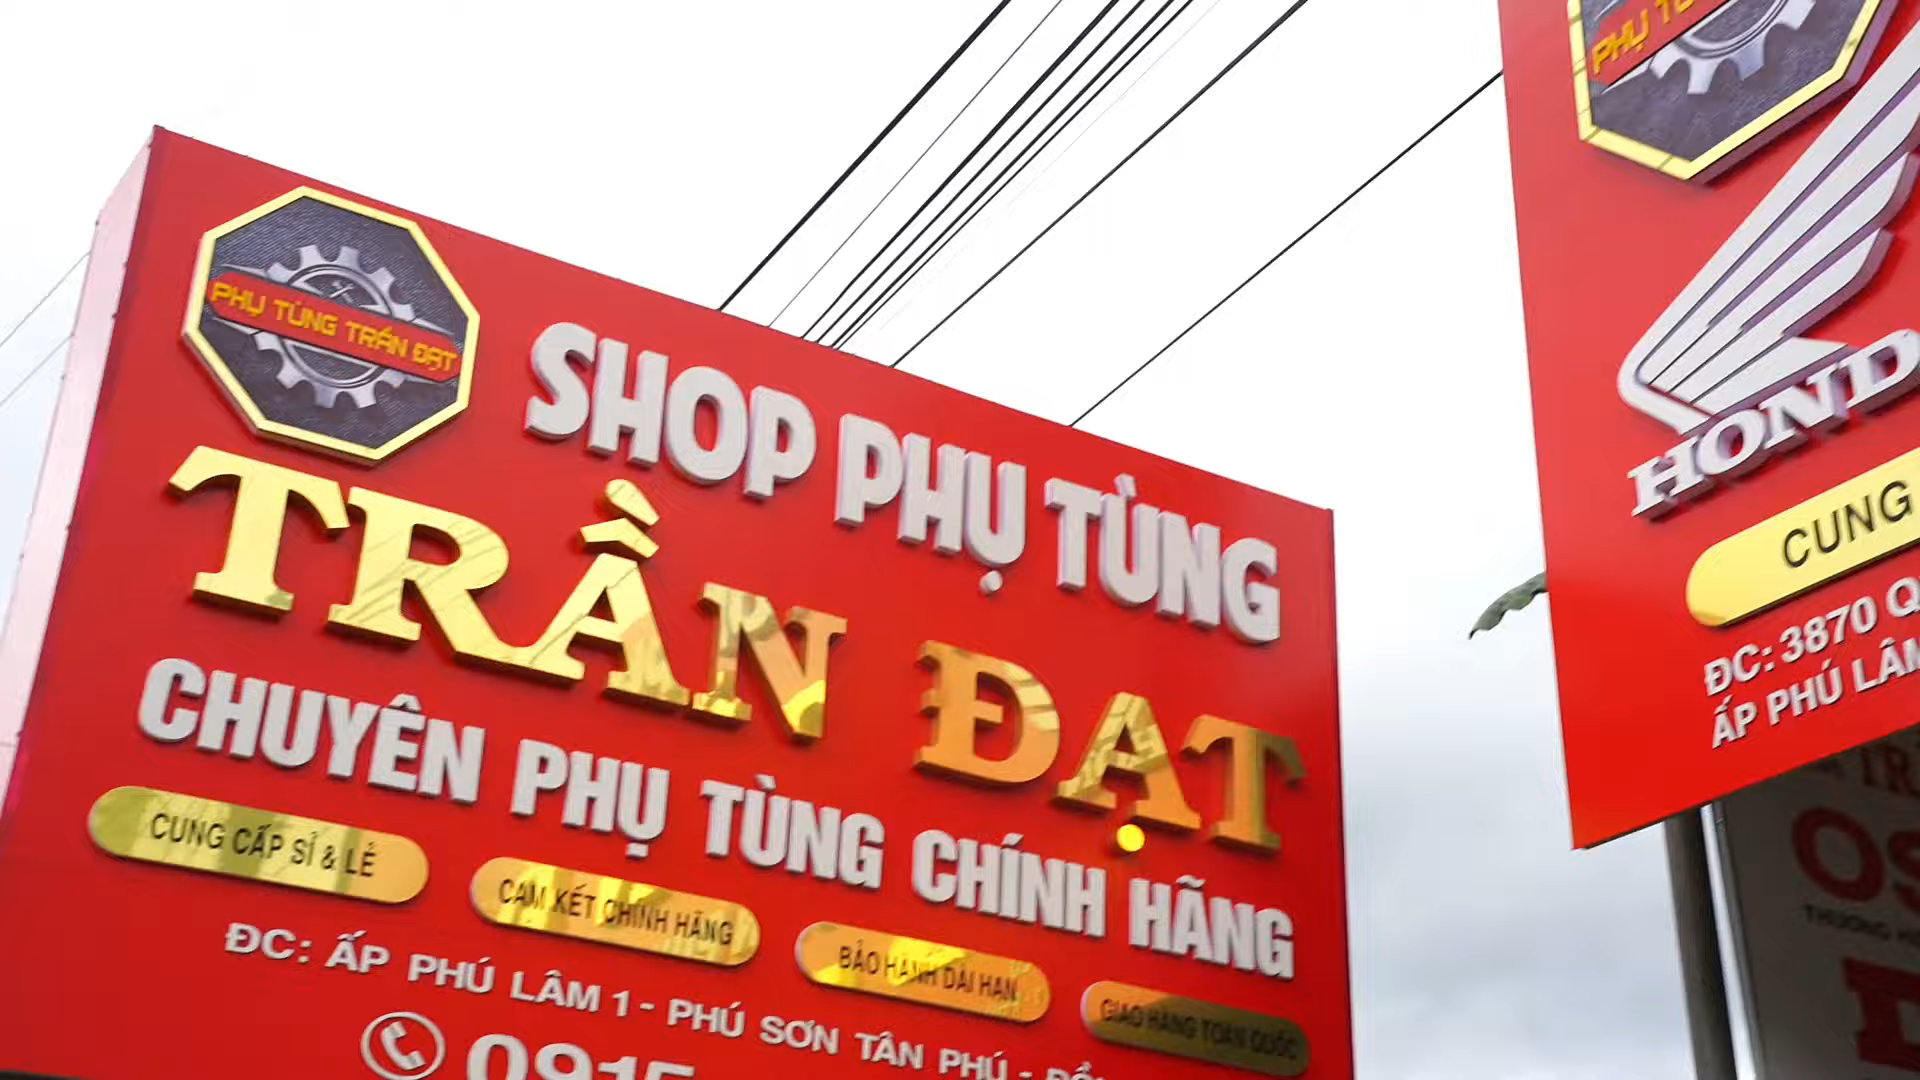 PHỤ TÙNG TRẦN ĐẠT
SHOP PHỤ TÙNG
TRẦN ĐẠT
CHUYÊN PHỤ TÙNG CHÍNH HÃNG
CUNG CẤP SỈ & LẺ
CAM KẾT CHÍNH HÃNG
BẢO HÀNH DÀI HẠN
GIAO HÀNG TOÀN QUỐC
ĐC: ẤP PHÚ LÂM 1 - PHÚ SƠN TÂN PHÚ -
0915
PHỤ
HOND
CUNG
ĐC: 3870 Q
ẤP PHÚ LÂM